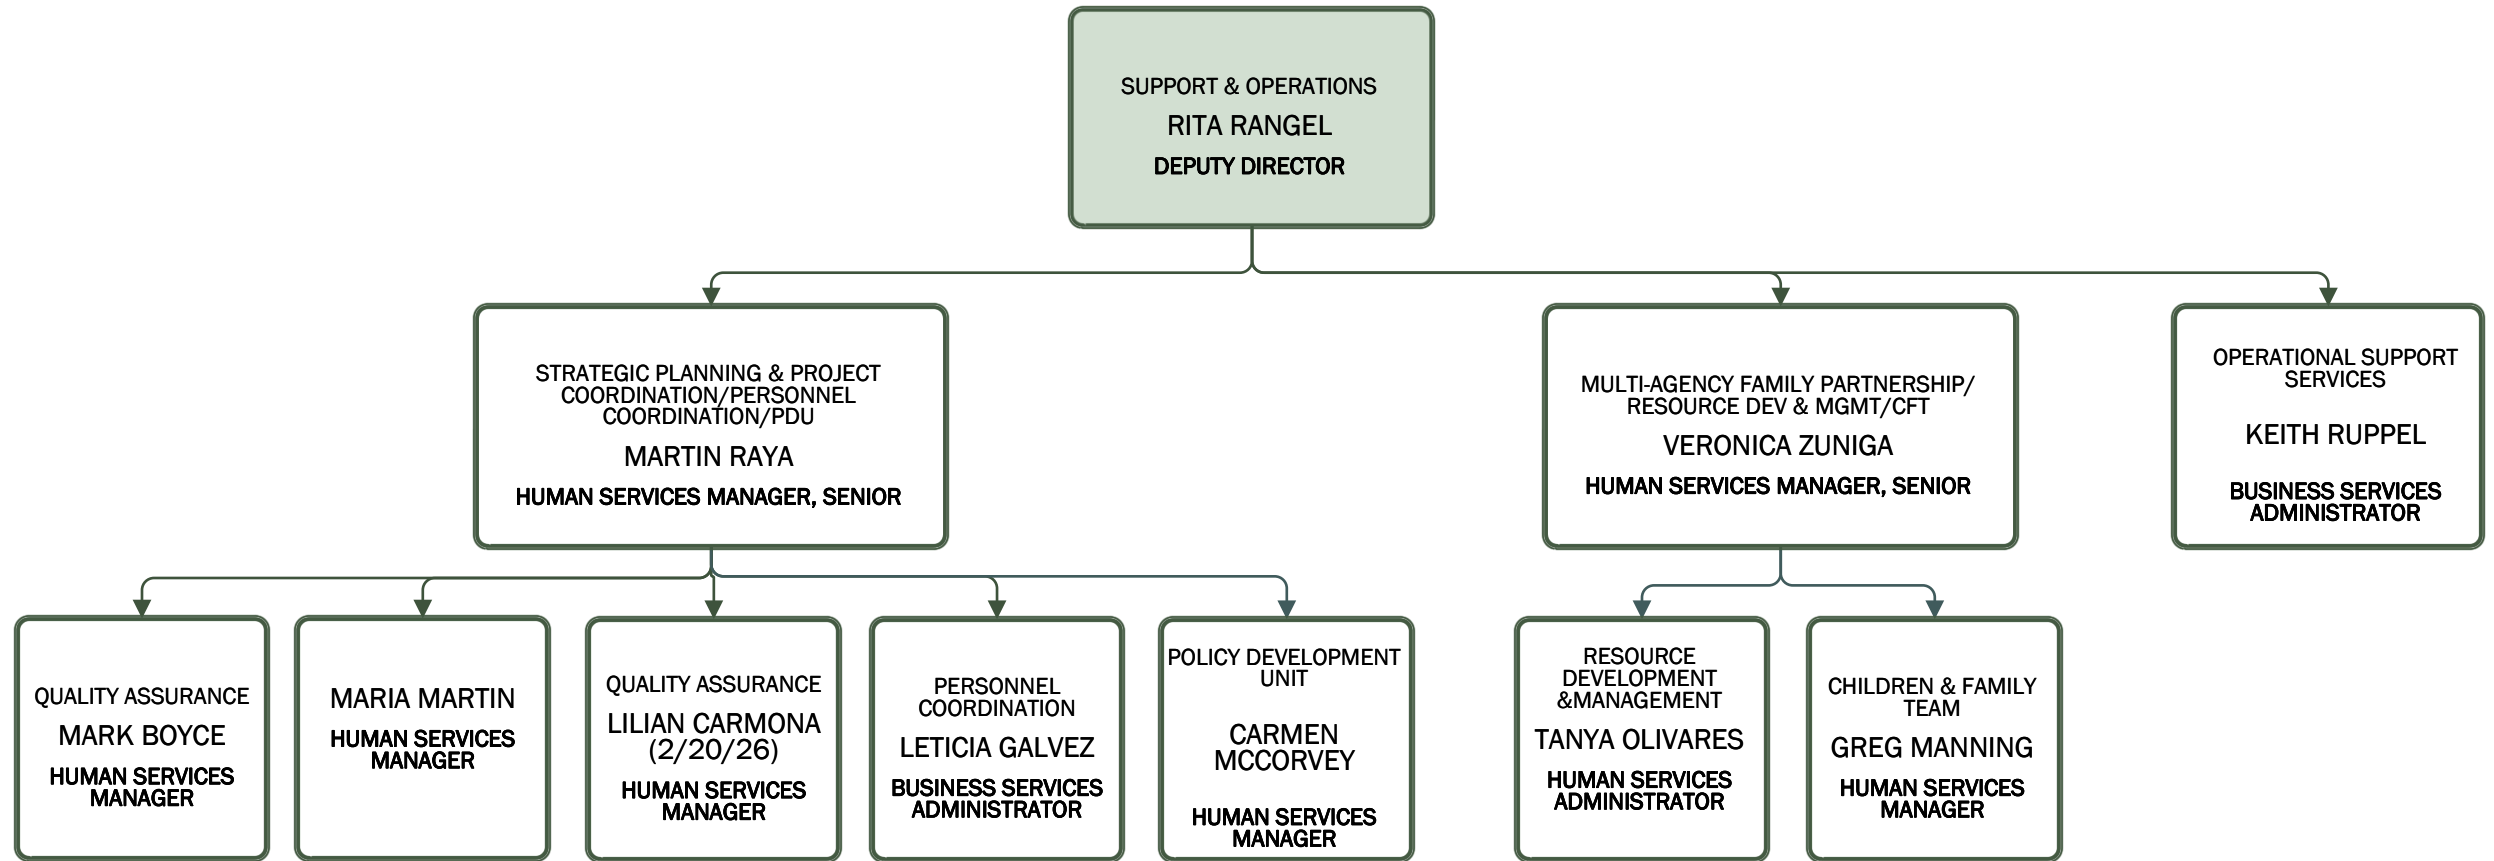 SUPPORT & OPERATIONS
RITA RANGEL
DEPUTY DIRECTOR
STRATEGIC PLANNING & PROJECT
COORDINATION/PERSONNEL
COORDINATION/PDU
MARTIN RAYA
HUMAN SERVICES MANAGER, SENIOR
MULTI-AGENCY FAMILY PARTNERSHIP/
RESOURCE DEV & MGMT/CFT
VERONICA ZUNIGA
HUMAN SERVICES MANAGER, SENIOR
OPERATIONAL SUPPORT
SERVICES
KEITH RUPPEL
BUSINESS SERVICES
ADMINISTRATOR
QUALITY ASSURANCE
MARK BOYCE
HUMAN SERVICES
MANAGER
MARIA MARTIN
HUMAN SERVICES
MANAGER
QUALITY ASSURANCE
LILIAN CARMONA
(2/20/26)
HUMAN SERVICES
MANAGER
PERSONNEL
COORDINATION
LETICIA GALVEZ
BUSINESS SERVICES
ADMINISTRATOR
POLICY DEVELOPMENT
UNIT
CARMEN
MCCORVEY
HUMAN SERVICES
MANAGER
RESOURCE
DEVELOPMENT
&MANAGEMENT
TANYA OLIVARES
HUMAN SERVICES
ADMINISTRATOR
CHILDREN & FAMILY
TEAM
GREG MANNING
HUMAN SERVICES
MANAGER